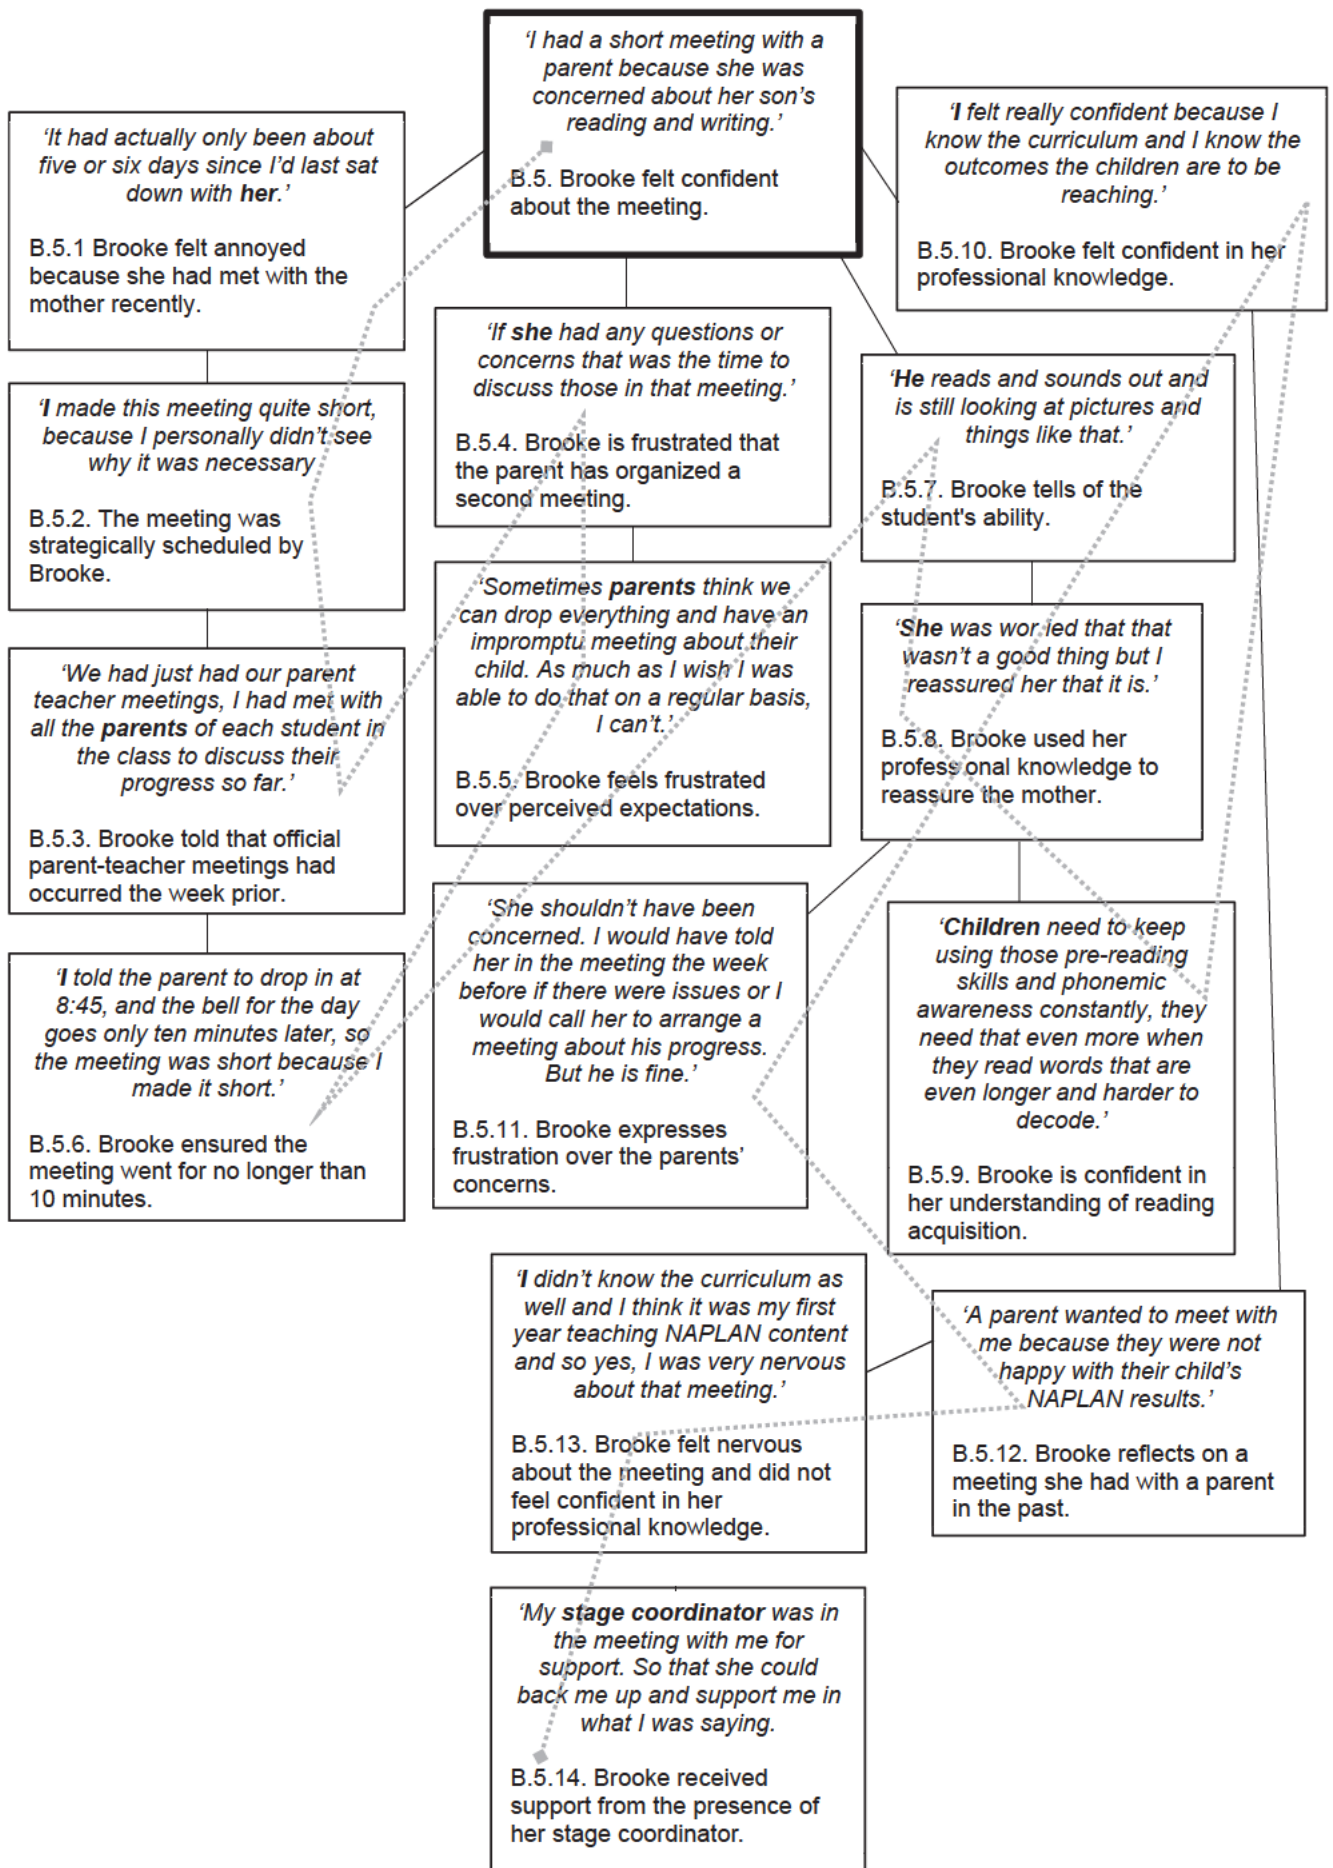 ‘I had a short meeting with a
parent because she was
concerned about her son’s
reading and writing.’
B.5. Brooke felt confident
about the meeting.
‘It had actually only been about
five or six days since I’d last sat
down with her.’
B.5.1 Brooke felt annoyed
because she had met with the
mother recently.
‘I made this meeting quite short,
because I personally didn’t see
why it was necessary
B.5.2. The meeting was
strategically scheduled by
Brooke.
‘We had just had our parent
teacher meetings, I had met with
all the parents of each student in
the class to discuss their
progress so far.’
B.5.3. Brooke told that official
parent-teacher meetings had
occurred the week prior.
‘I told the parent to drop in at
8:45, and the bell for the day
goes only ten minutes later, so
the meeting was short because I
made it short.’
B.5.6. Brooke ensured the
meeting went for no longer than
10 minutes.
‘If she had any questions or
concerns that was the time to
discuss those in that meeting.’
B.5.4. Brooke is frustrated that
the parent has organized a
second meeting.
‘Sometimes parents think we
can drop everything and have an
impromptu meeting about their
child. As much as I wish I was
able to do that on a regular basis,
I can’t.’
B.5.5. Brooke feels frustrated
over perceived expectations.
‘She shouldn’t have been
concerned. I would have told
her in the meeting the week
before if there were issues or I
would call her to arrange a
meeting about his progress.
But he is fine.’
B.5.11. Brooke expresses
frustration over the parents’
concerns.
‘I felt really confident because I
know the curriculum and I know the
outcomes the children are to be
reaching.’
B.5.10. Brooke felt confident in her
professional knowledge.
‘He reads and sounds out and
is still looking at pictures and
things like that.’
B.5.7. Brooke tells of the
student's ability.
‘She was worried that that
wasn’t a good thing but I
reassured her that it is.’
B.5.8. Brooke used her
professional knowledge to
reassure the mother.
‘Children need to keep
using those pre-reading
skills and phonemic
awareness constantly, they
need that even more when
they read words that are
even longer and harder to
decode.’
B.5.9. Brooke is confident in
her understanding of reading
acquisition.
‘A parent wanted to meet with
me because they were not
happy with their child’s
NAPLAN results.’
B.5.12. Brooke reflects on a
meeting she had with a parent
in the past.
‘I didn’t know the curriculum as
well and I think it was my first
year teaching NAPLAN content
and so yes, I was very nervous
about that meeting.’
B.5.13. Brooke felt nervous
about the meeting and did not
feel confident in her
professional knowledge.
‘My stage coordinator was in
the meeting with me for
support. So that she could
back me up and support me in
what I was saying.
B.5.14. Brooke received
support from the presence of
her stage coordinator.